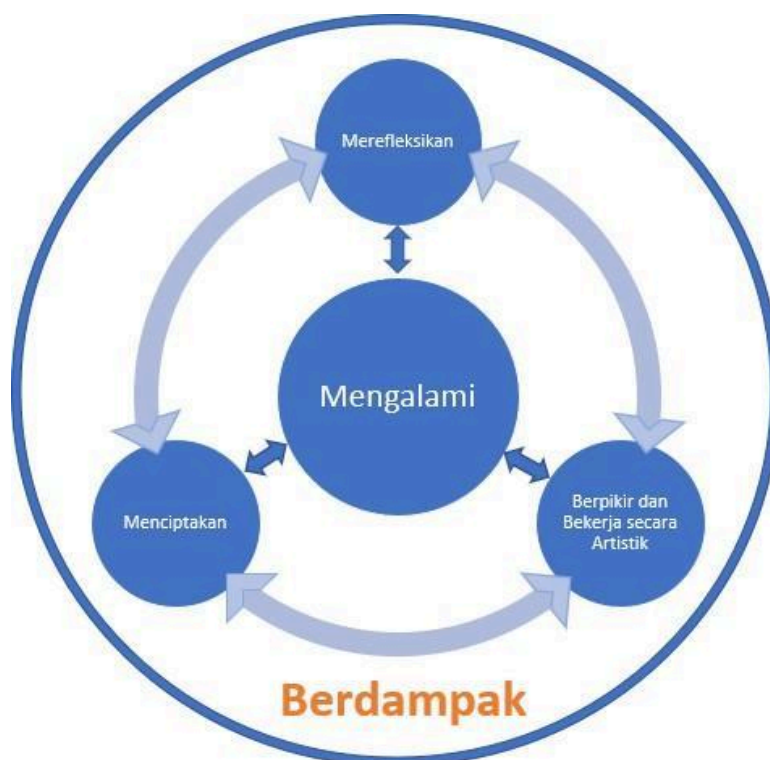 Merefleksikan
Mengalami
Menciptakan
Berpikir dan
Bekerja secara
Artistik
Berdampak